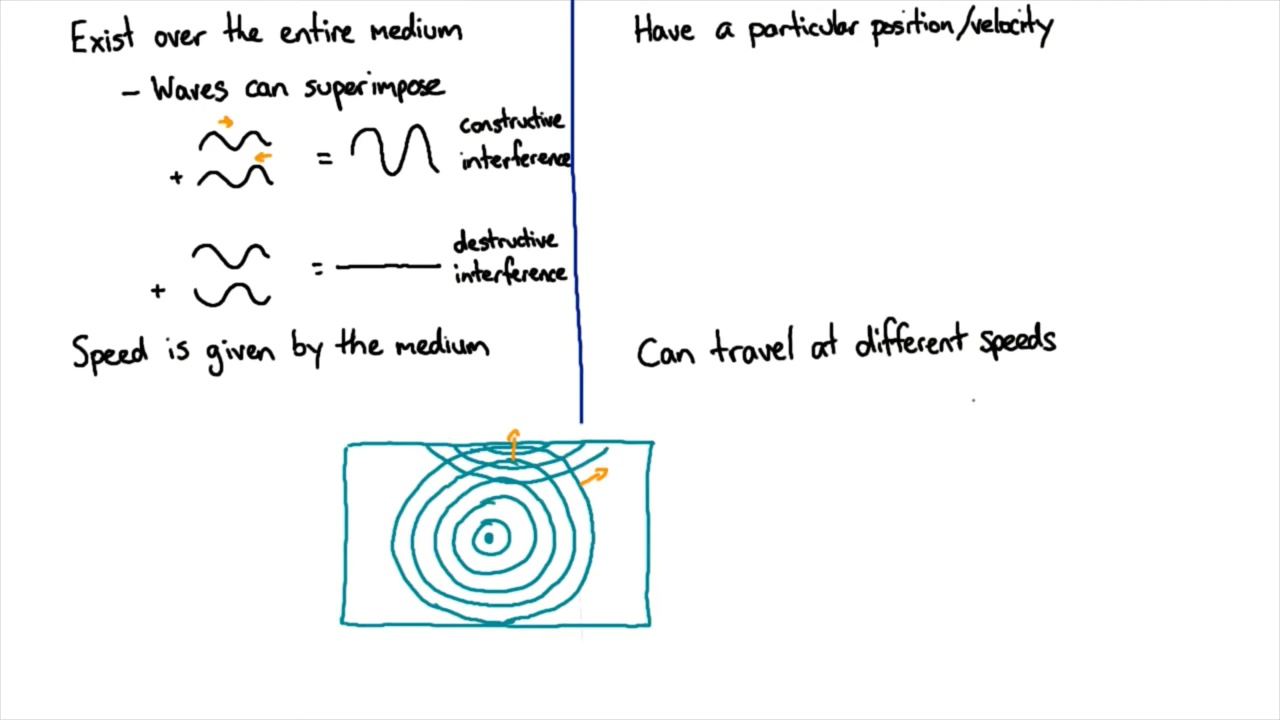 Exist over the entire medium
- Waves can superimpose
constructive
+ = interference
destructive
+ = interference
Speed is given by the medium
Have a particular position/velocity
Can travel at different speeds